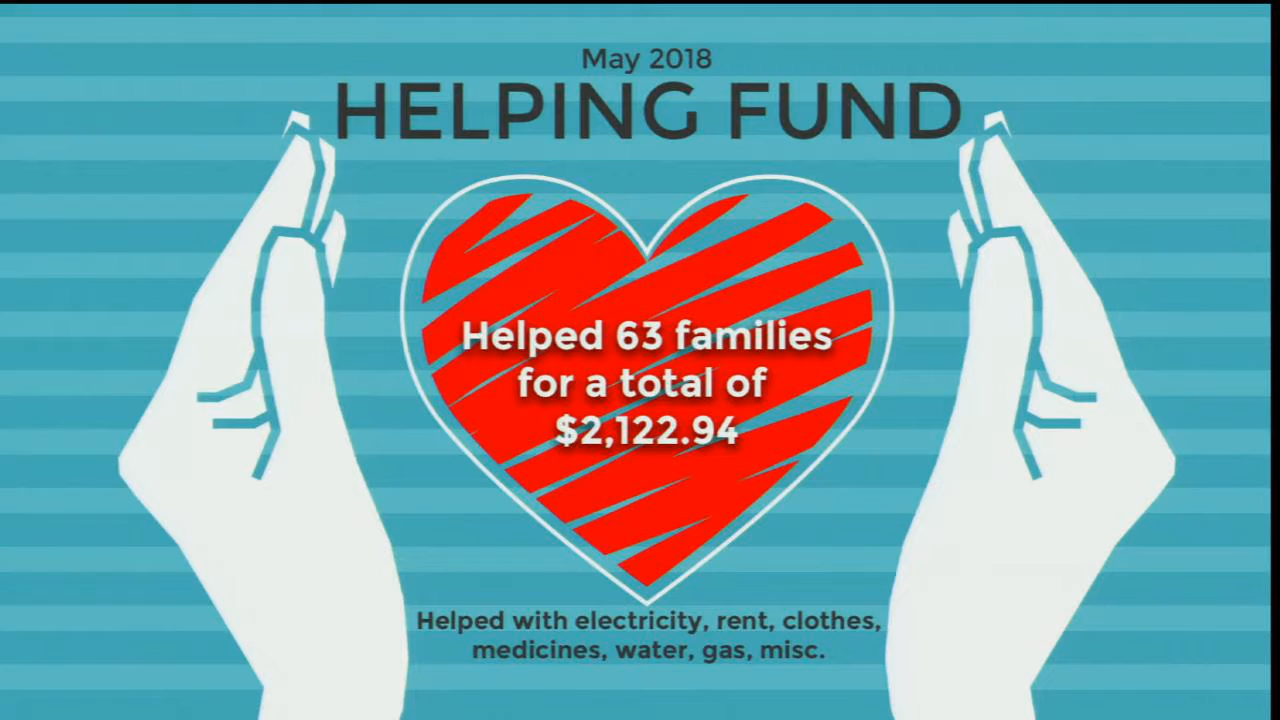 May 2018
HELPING FUND
Helped 63 families
for a total of
$2,122.94
Helped with electricity, rent, clothes,
medicines, water, gas, misc.